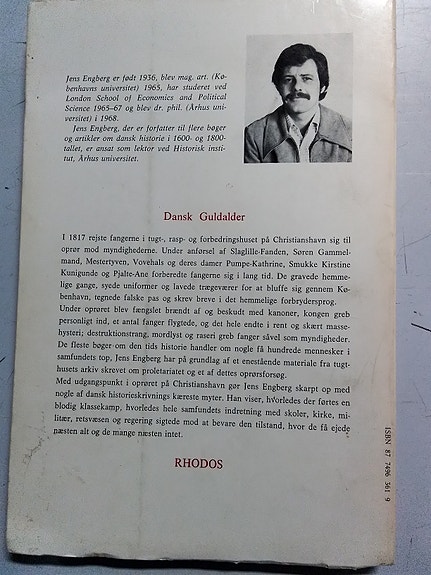 Jens Engberg er født 1936, blev mag. art. (Kø-
benhavns universitet) 1965, har studeret ved
London School of Economics and Political
Science 1965-67 og blev dr. phil. (Århus uni-
versitet) i 1968.
Jens Engberg, der er forfatter til flere bøger
og artikler om dansk historie i 1600- og 1800-
tallet, er ansat som lektor ved Historisk insti-
tut, Århus universitet.
Dansk Guldalder
I 1817 rejste fangerne i tugt-, rasp- og forbedringshuset på Christianshavn sig til
oprør mod myndighederne. Under anførsel af Slaglille-Fanden, Søren Gammel-
mand, Mestertyven, Vovehals og deres damer Pumpe-Kathrine, Smukke Kirstine
Kunigunde og Pjalte-Ane forberedte fangerne sig i lang tid. De gravede hemme-
lige gange, syede uniformer og lavede trægeværer for at bluffe sig gennem Kø-
benhavn, tegnede falske pas og skrev breve i det hemmelige forbrydersprog.
Under oprøret blev fængslet brændt af og beskudt med kanoner, kongen greb
personligt ind, et antal fanger flygtede, og det hele endte i rent og skært masse-
hysteri; destruktionstrang, mordlyst og raseri greb fanger såvel som myndigheder.
De fleste bøger om den tids historie handler om nogle få hundrede mennesker i
samfundets top, Jens Engberg har på grundlag af et enestående materiale fra tugt-
husets arkiv skrevet om proletariatet og et af dettes oprørsforsøg.
Med udgangspunkt i oprøret på Christianshavn gør Jens Engberg skarpt op med
nogle af dansk historieskrivnings kæreste myter. Han viser, hvorledes der førtes en
blodig klassekamp, hvorledes hele samfundets indretning med skoler, kirke, mi-
litær, retsvæsen og regering sigtede mod at bevare den tilstand, hvor de få ejede
næsten alt og de mange næsten intet.
RHODOS
ISBN 87 7496 361 9